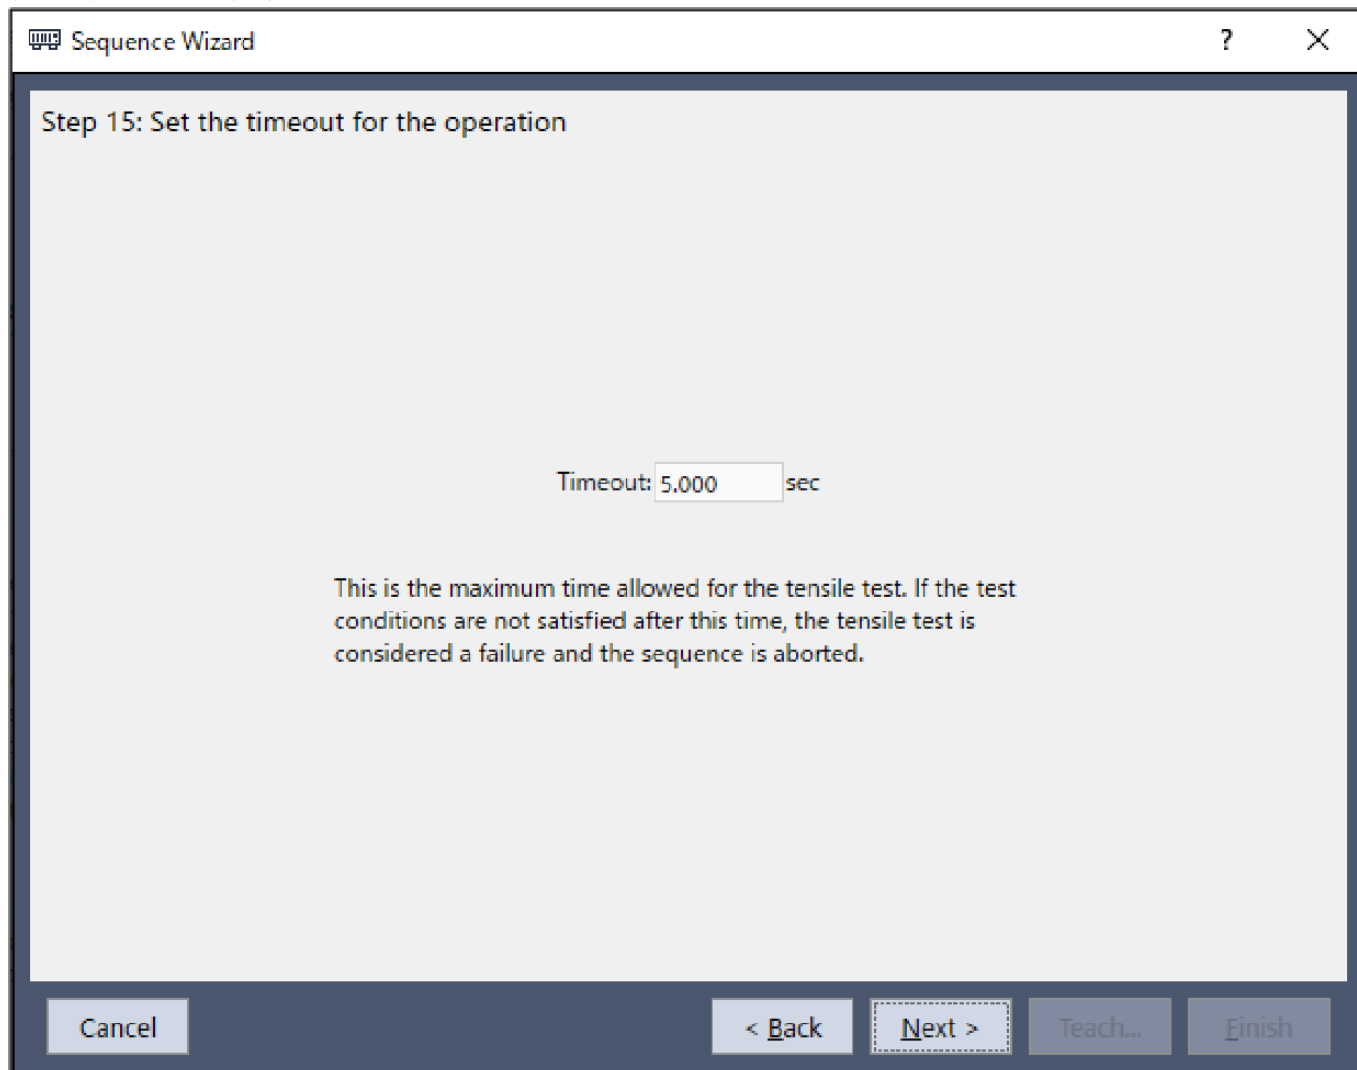 Sequence Wizard
?
Step 15: Set the timeout for the operation
Timeout: 5.000 sec
This is the maximum time allowed for the tensile test. If the test
conditions are not satisfied after this time, the tensile test is
considered a failure and the sequence is aborted.
Cancel
< Back
Next >
Teach...
Finish